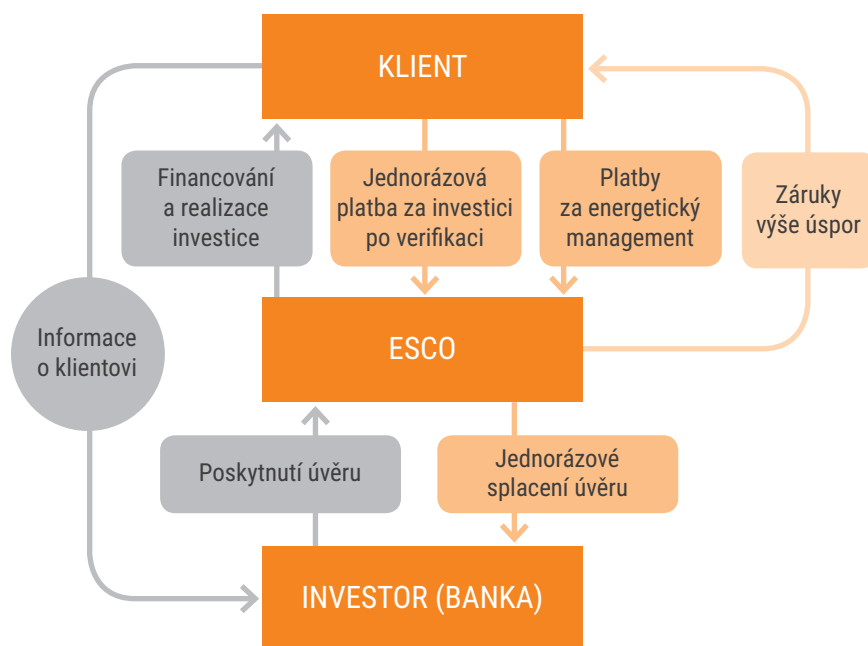 KLIENT
Financování
a realizace
investice
Jednorázová
platba za investici
po verifikaci
Platby
za energetický
management
Záruky
výše úspor
Informace
o klientovi
ESCO
Poskytnutí úvěru
Jednorázové
splacení úvěru
INVESTOR (BANKA)